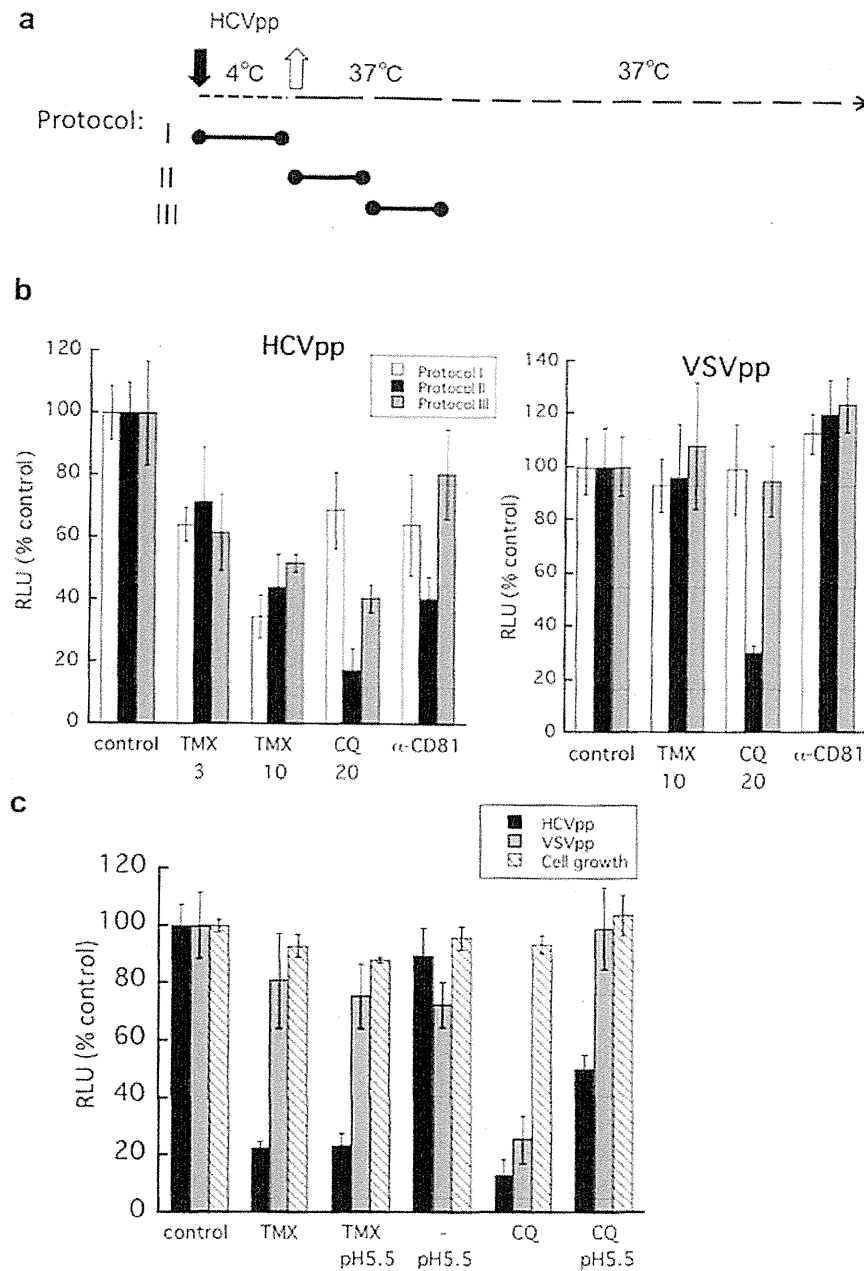 a
HCVpp
4°C 37°C 37°C
Protocol:
I
II
III
b
HCVpp
Protocol I
Protocol II
Protocol III
RLU (% control)
120
100
80
60
40
20
0
control TMX 3 TMX 10 CQ 20 α-CD81
VSVpp
RLU (% control)
140
120
100
80
60
40
20
0
control TMX 10 CQ 20 α-CD81
c
HCVpp
VSVpp
Cell growth
RLU (% control)
120
100
80
60
40
20
0
control TMX TMX pH5.5 - pH5.5 CQ CQ pH5.5